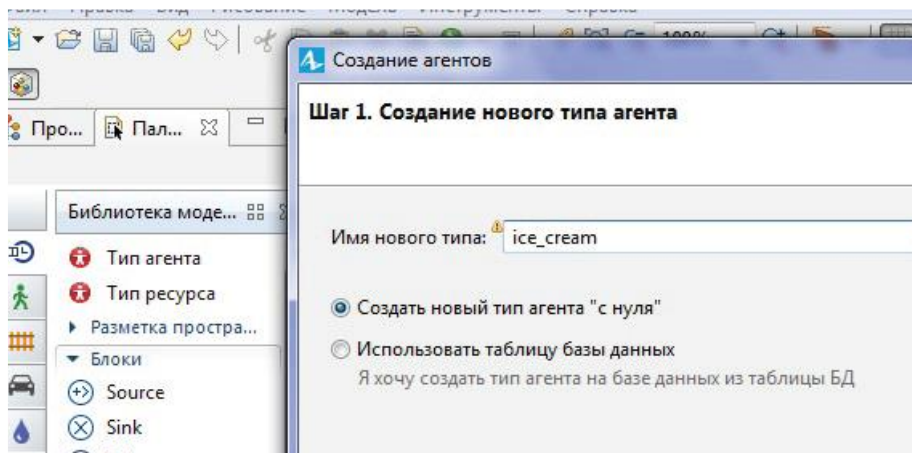 100%
Создание агентов
Шаг 1. Создание нового типа агента
Про... Пал...
Библиотека моде...
Имя нового типа: ice_cream
Тип агента
Тип ресурса
Создать новый тип агента "с нуля"
Разметка простра...
Использовать таблицу базы данных
Блоки
Я хочу создать тип агента на базе данных из таблицы БД
Source
Sink